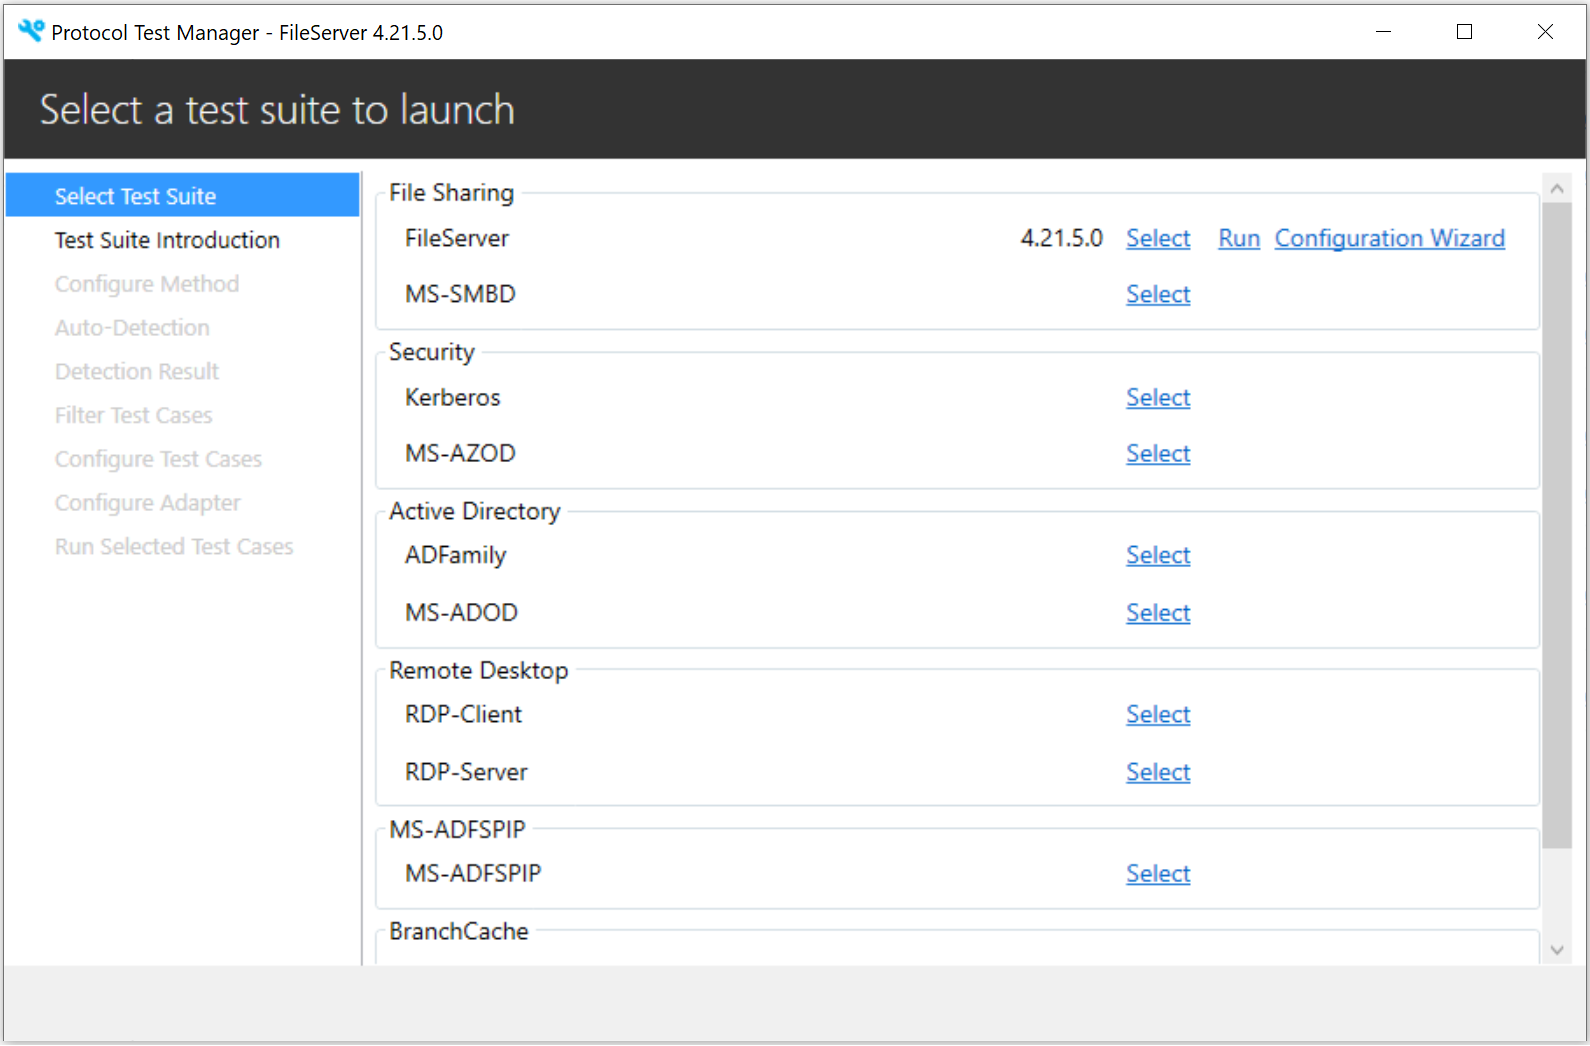 Protocol Test Manager - FileServer 4.21.5.0
Select a test suite to launch
Select Test Suite
Test Suite Introduction
Configure Method
Auto-Detection
Detection Result
Filter Test Cases
Configure Test Cases
Configure Adapter
Run Selected Test Cases
File Sharing
FileServer 4.21.5.0 Select Run Configuration Wizard
MS-SMBD Select
Security
Kerberos Select
MS-AZOD Select
Active Directory
ADFamily Select
MS-ADOD Select
Remote Desktop
RDP-Client Select
RDP-Server Select
MS-ADFSPIP
MS-ADFSPIP Select
BranchCache